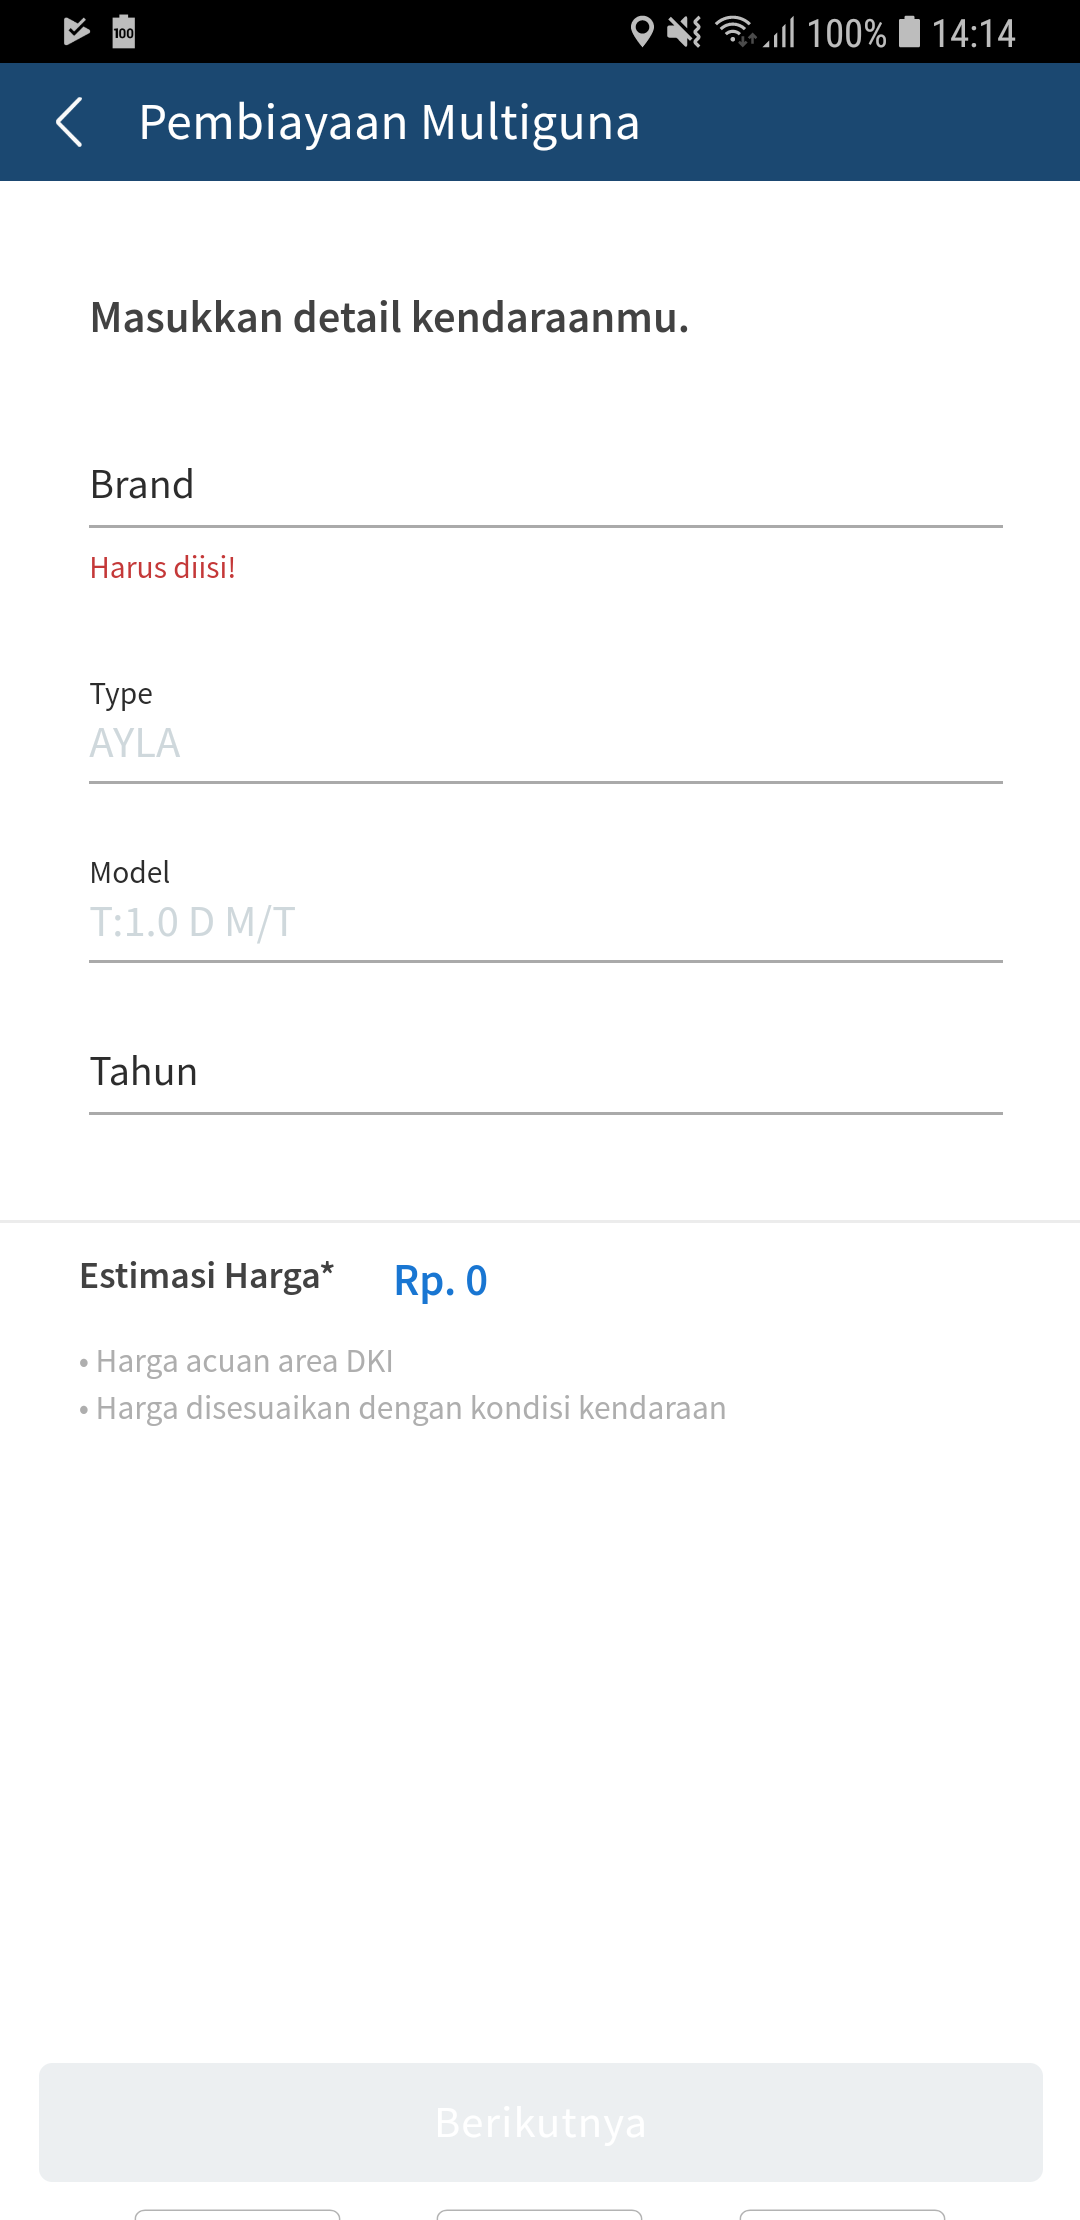 100
100% 14:14
Pembiayaan Multiguna
Masukkan detail kendaraanmu.
Brand
Harus diisi!
Type
AYLA
Model
T:1.0 D M/T
Tahun
Estimasi Harga* Rp. 0
• Harga acuan area DKI
• Harga disesuaikan dengan kondisi kendaraan
Berikutnya